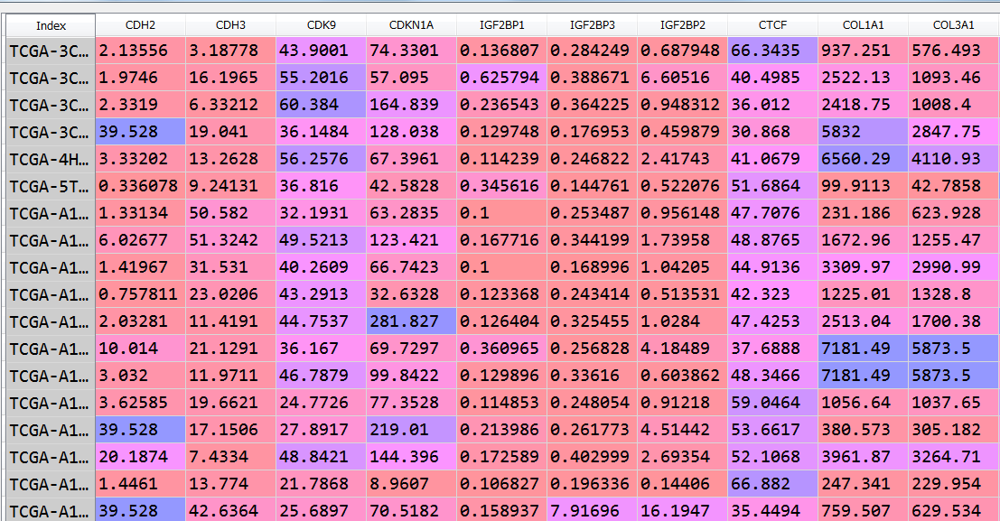 Index CDH2 CDH3 CDK9 CDKN1A IGF2BP1 IGF2BP3 IGF2BP2 CTCF COL1A1 COL3A1
TCGA-3C... 2.13556 3.18778 43.9001 74.3301 0.136807 0.284249 0.687948 66.3435 937.251 576.493
TCGA-3C... 1.9746 16.1965 55.2016 57.095 0.625794 0.388671 6.60516 40.4985 2522.13 1093.46
TCGA-3C... 2.3319 6.33212 60.384 164.839 0.236543 0.364225 0.948312 36.012 2418.75 1008.4
TCGA-3C... 39.528 19.041 36.1484 128.038 0.129748 0.176953 0.459879 30.868 5832 2847.75
TCGA-4H... 3.33202 13.2628 56.2576 67.3961 0.114239 0.246822 2.41743 41.0679 6560.29 4110.93
TCGA-5T... 0.336078 9.24131 36.816 42.5828 0.345616 0.144761 0.522076 51.6864 99.9113 42.7858
TCGA-A1... 1.33134 50.582 32.1931 63.2835 0.1 0.253487 0.956148 47.7076 231.186 623.928
TCGA-A1... 6.02677 51.3242 49.5213 123.421 0.167716 0.344199 1.73958 48.8765 1672.96 1255.47
TCGA-A1... 1.41967 31.531 40.2609 66.7423 0.1 0.168996 1.04205 44.9136 3309.97 2990.99
TCGA-A1... 0.757811 23.0206 43.2913 32.6328 0.123368 0.243414 0.513531 42.323 1225.01 1328.8
TCGA-A1... 2.03281 11.4191 44.7537 281.827 0.126404 0.325455 1.0284 47.4253 2513.04 1700.38
TCGA-A1... 10.014 21.1291 36.167 69.7297 0.360965 0.256828 4.18489 37.6888 7181.49 5873.5
TCGA-A1... 3.032 11.9711 46.7879 99.8422 0.129896 0.33616 0.603862 48.3466 7181.49 5873.5
TCGA-A1... 3.62585 19.6621 24.7726 77.3528 0.114853 0.248054 0.91218 59.0464 1056.64 1037.65
TCGA-A1... 39.528 17.1506 27.8917 219.01 0.213986 0.261773 4.51442 53.6617 380.573 305.182
TCGA-A1... 20.1874 7.4334 48.8421 144.396 0.172589 0.402999 2.69354 52.1068 3961.87 3264.71
TCGA-A1... 1.4461 13.774 21.7868 8.9607 0.106827 0.196336 0.14406 66.882 247.341 229.954
TCGA-A1... 39.528 42.6364 25.6897 70.5182 0.158937 7.91696 16.1947 35.4494 759.507 629.534